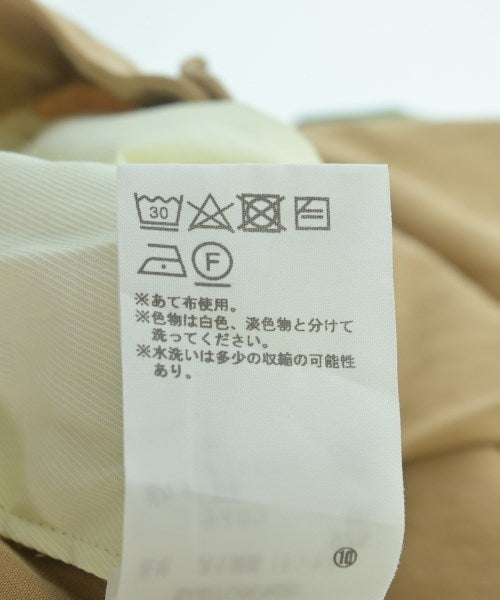 30
F
※あて布使用。
※色物は白色、淡色物と分けて
洗ってください。
※水洗いは多少の収縮の可能性
あり。
⑩